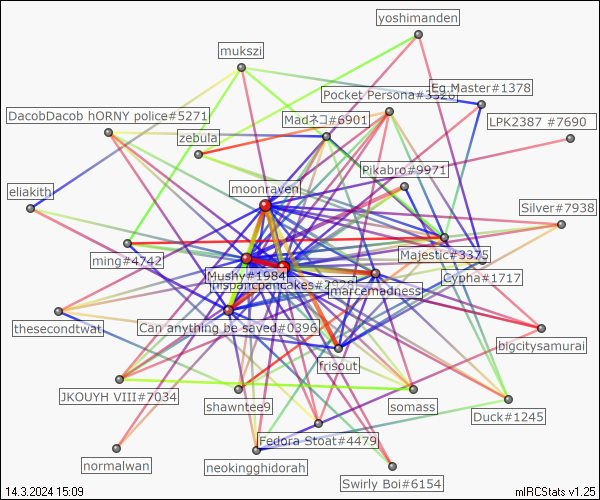 yoshimanden
mukszi
Eg.Master#1378
Pocket Persona#3326
DacobDacob hORNY police#5271
Madネコ#6901
LPK2387 #7690
zebula
Pikabro#9971
moonraven
eliakith
Silver#7938
Majestic#3375
ming#4742
Mushy#1984
Cypha#1717
marcemadness
thesecondtwat
Can anything be saved#0396
bigcitysamurai
frisout
JKOUYH VIII#7034
shawntee9
somass
Duck#1245
Fedora Stoat#4479
normalwan
neokingghidorah
Swirly Boi#6154
14.3.2024 15:09
mIRCStats v1.25